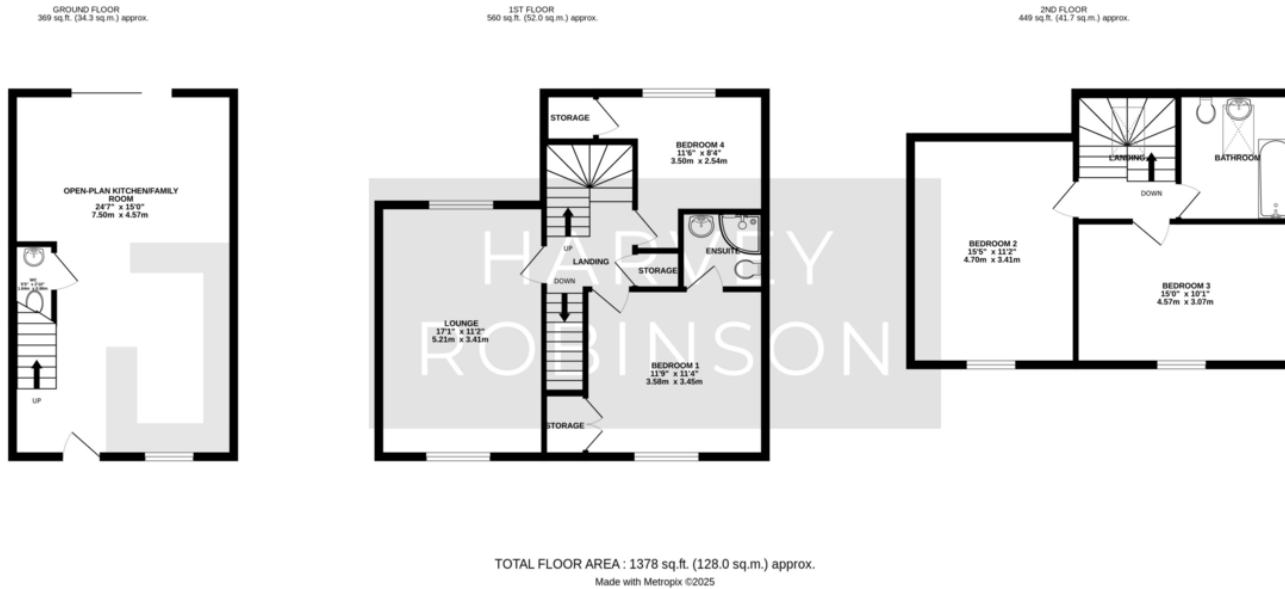 GROUND FLOOR
369 sq.ft. (34.3 sq.m.) approx.
1ST FLOOR
560 sq.ft. (52.0 sq.m.) approx.
2ND FLOOR
449 sq.ft. (41.7 sq.m.) approx.
OPEN-PLAN KITCHEN/FAMILY
ROOM
24'7" x 15'0"
7.50m x 4.57m
WC
UP
STORAGE
BEDROOM 4
11'6" x 8'4"
3.50m x 2.54m
UP
LANDING
DOWN
STORAGE
ENSUITE
LOUNGE
17'1" x 11'2"
5.21m x 3.41m
BEDROOM 1
11'9" x 11'4"
3.58m x 3.45m
STORAGE
HARVEY
ROBINSON
LANDING
DOWN
BATHROOM
BEDROOM 2
15'5" x 11'2"
4.70m x 3.41m
BEDROOM 3
15'0" x 10'1"
4.57m x 3.07m
TOTAL FLOOR AREA : 1378 sq.ft. (128.0 sq.m.) approx.
Made with Metropix ©2025